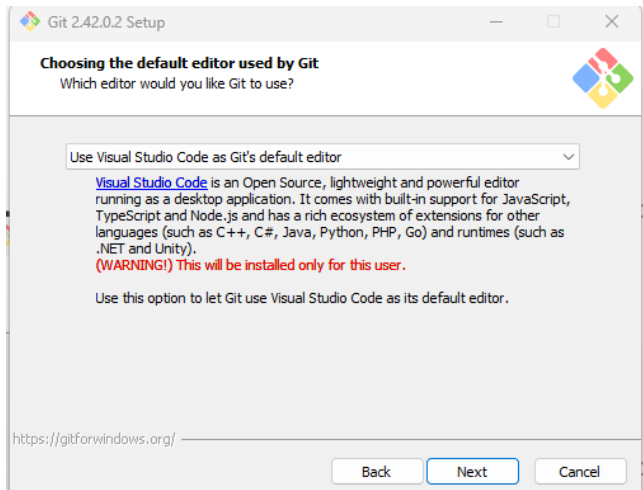 Git 2.42.0.2 Setup
Choosing the default editor used by Git
Which editor would you like Git to use?
Use Visual Studio Code as Git's default editor
Visual Studio Code is an Open Source, lightweight and powerful editor
running as a desktop application. It comes with built-in support for JavaScript,
TypeScript and Node.js and has a rich ecosystem of extensions for other
languages (such as C++, C#, Java, Python, PHP, Go) and runtimes (such as
.NET and Unity).
(WARNING!) This will be installed only for this user.
Use this option to let Git use Visual Studio Code as its default editor.
https://gitforwindows.org/
Back Next Cancel